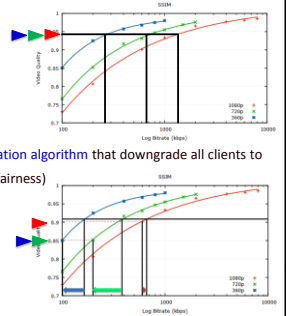 SSIM
1
0.95
0.9
0.85
0.8
0.75
0.7
Video Quality
1080p
720p
360p
100
1000
10000
Log Bitrate (kbps)
ation algorithm that downgrade all clients to
airness)
SSIM
1
0.95
0.9
0.85
0.8
0.75
0.7
1080p
720p
360p
100
1000
10000
Log Bitrate (kbps)